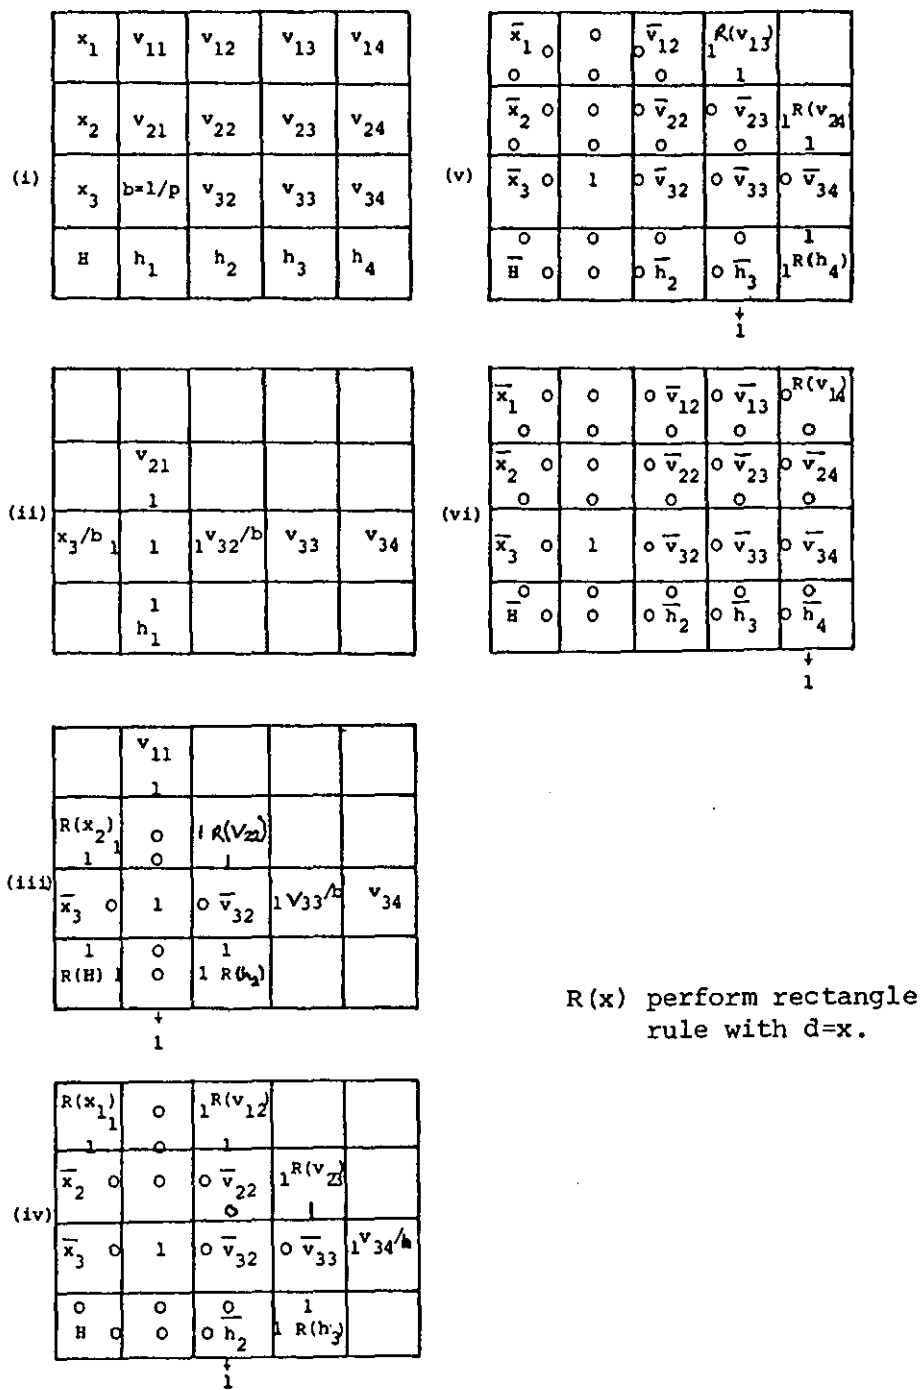 (i)
x1 v11 v12 v13 v14
x2 v21 v22 v23 v24
x3 b=1/p v32 v33 v34
H h1 h2 h3 h4
(ii)
v21
1
x3/b 1 1 1 v32/b v33 v34
1
h1
(iii)
v11
1
R(x2) 1 o 1 R(V22)
1 o 1
x̄3 o 1 o v̄32 1 V33/b v34
1 o 1
R(H) 1 o 1 R(h2)
↓
1
(iv)
R(x1) 1 o 1 R(v12)
1 o 1
x̄2 o o o v̄22 1 R(v23)
o 1
x̄3 o 1 o v̄32 o v̄33 1 v34/
o o o 1
H o o o h̄2 1 R(h3)
↓
1
(v)
x̄1 o o o v̄12 1 R(v13)
o o o 1
x̄2 o o o v̄22 o v̄23 1 R(v24
o o o o 1
x̄3 o 1 o v̄32 o v̄33 o v̄34
o o o o 1
H̄ o o o h̄2 o h̄3 1 R(h4)
↓
1
(vi)
x̄1 o o o v̄12 o v̄13 o R(v14)
o o o o o
x̄2 o o o v̄22 o v̄23 o v̄24
o o o o o
x̄3 o 1 o v̄32 o v̄33 o v̄34
o o o o
H̄ o o o h̄2 o h̄3 o h̄4
↓
1
R(x) perform rectangle
rule with d=x.